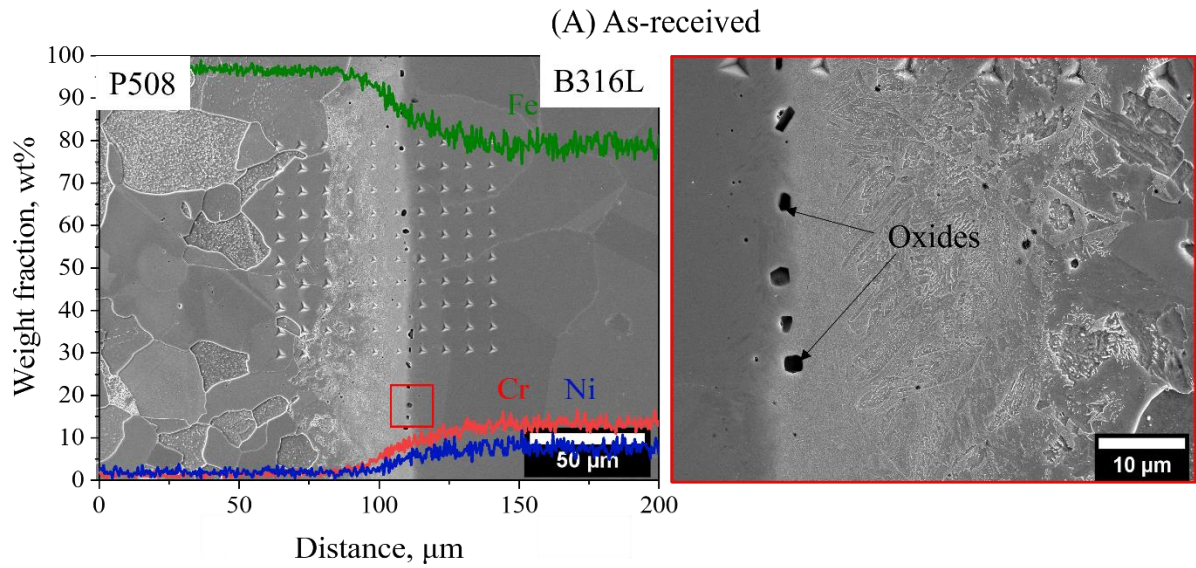 (A) As-received
P508
B316L
Fe
Cr
Ni
50 μm
Weight fraction, wt%
100
90
80
70
60
50
40
30
20
10
0
0
50
100
150
200
Distance, μm
Oxides
10 μm